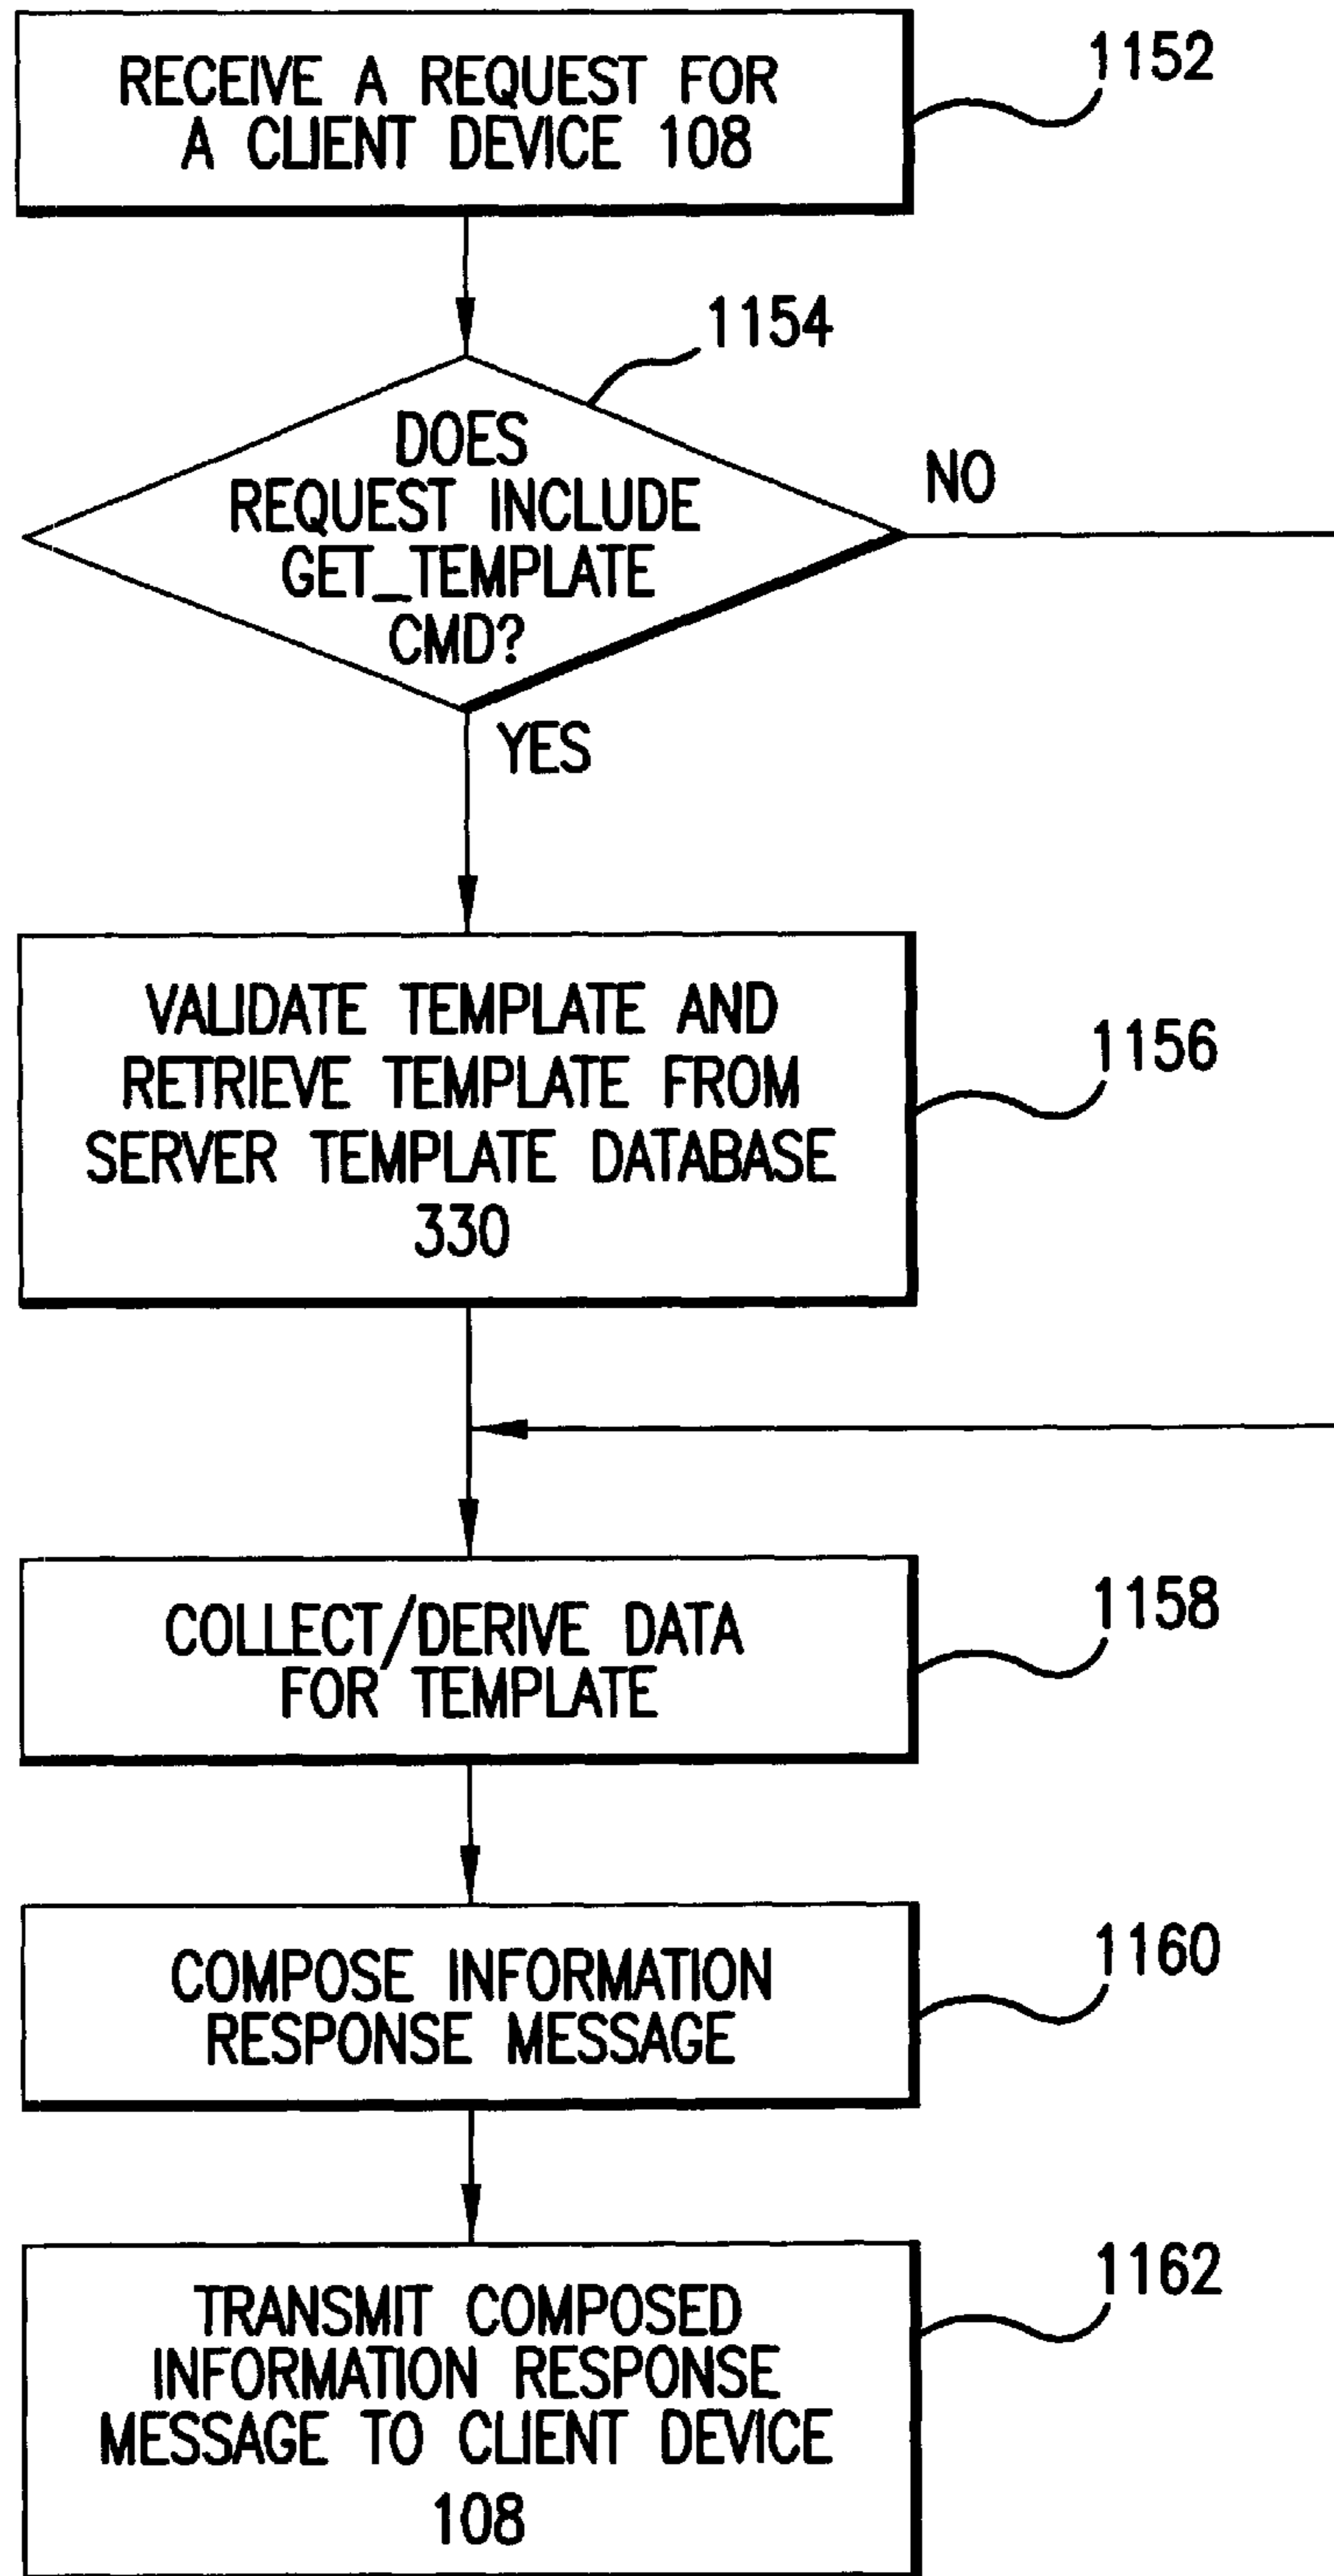 RECEIVE A REQUEST FOR
A CLIENT DEVICE 108
1152
1154
DOES
REQUEST INCLUDE
GET_TEMPLATE
CMD?
NO
YES
VALIDATE TEMPLATE AND
RETRIEVE TEMPLATE FROM
SERVER TEMPLATE DATABASE
330
1156
COLLECT/DERIVE DATA
FOR TEMPLATE
1158
COMPOSE INFORMATION
RESPONSE MESSAGE
1160
TRANSMIT COMPOSED
INFORMATION RESPONSE
MESSAGE TO CLIENT DEVICE
108
1162